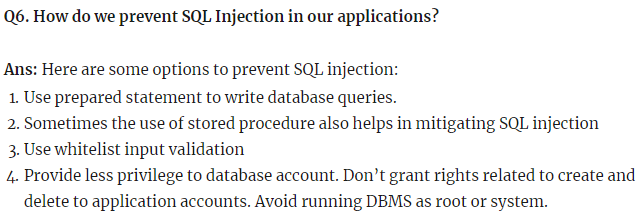 Q6. How do we prevent SQL Injection in our applications?
Ans: Here are some options to prevent SQL injection:
1. Use prepared statement to write database queries.
2. Sometimes the use of stored procedure also helps in mitigating SQL injection
3. Use whitelist input validation
4. Provide less privilege to database account. Don’t grant rights related to create and
delete to application accounts. Avoid running DBMS as root or system.